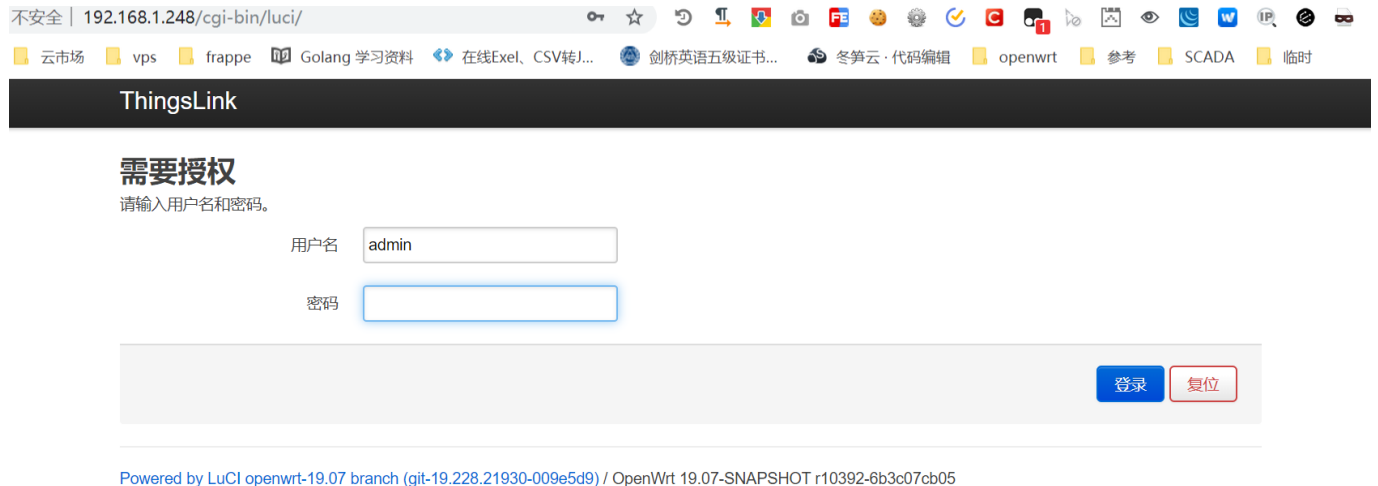 不安全 | 192.168.1.248/cgi-bin/luci/
云市场 vps frappe Golang 学习资料 在线Exel、CSV转J... 剑桥英语五级证书... 冬笋云·代码编辑 openwrt 参考 SCADA 临时
ThingsLink
需要授权
请输入用户名和密码。
用户名 admin
密码
登录 复位
Powered by LuCI openwrt-19.07 branch (git-19.228.21930-009e5d9) / OpenWrt 19.07-SNAPSHOT r10392-6b3c07cb05